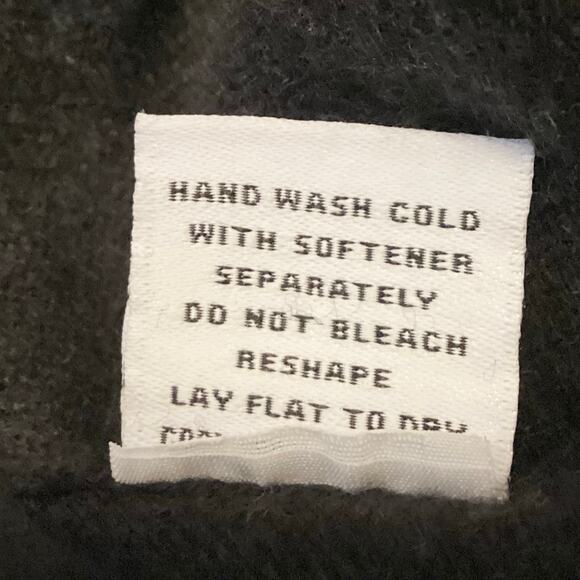 HAND WASH COLD
WITH SOFTENER
SEPARATELY
DO NOT BLEACH
RESHAPE
LAY FLAT TO DRY